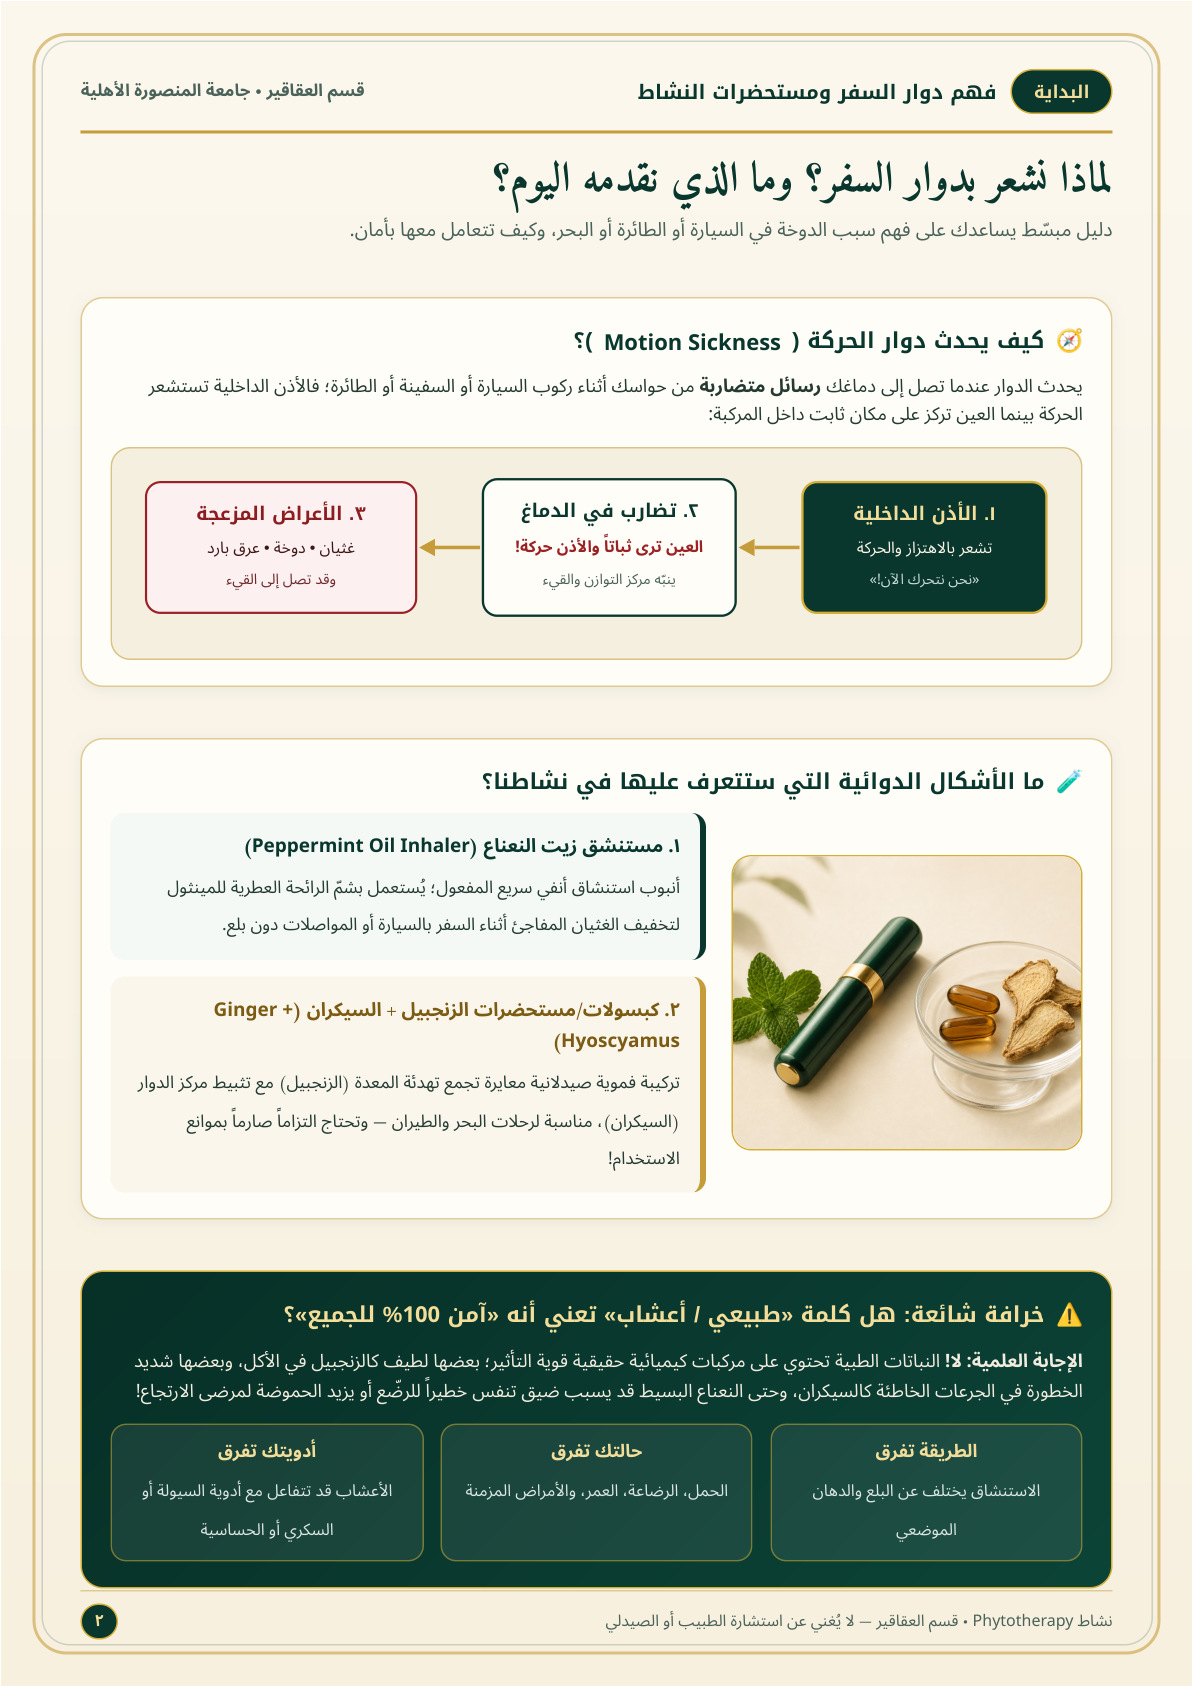 البداية
فهم دوار السفر ومستحضرات النشاط
قسم العقاقير • جامعة المنصورة الأهلية
لماذا نشعر بدوار السفر؟ وما الذي نقدمه اليوم؟
دليل مبسّط يساعدك على فهم سبب الدوخة في السيارة أو الطائرة أو البحر، وكيف تتعامل معها بأمان.
🧭 كيف يحدث دوار الحركة ( Motion Sickness )؟
يحدث الدوار عندما تصل إلى دماغك رسائل متضاربة من حواسك أثناء ركوب السيارة أو السفينة أو الطائرة؛ فالأذن الداخلية تستشعر
الحركة بينما العين تركز على مكان ثابت داخل المركبة:
١. الأذن الداخلية
تشعر بالاهتزاز والحركة
«نحن نتحرك الآن!»
٢. تضارب في الدماغ
العين ترى ثباتاً والأذن حركة!
ينبّه مركز التوازن والقيء
٣. الأعراض المزعجة
غثيان • دوخة • عرق بارد
وقد تصل إلى القيء
🧪 ما الأشكال الدوائية التي ستتعرف عليها في نشاطنا؟
١. مستنشق زيت النعناع (Peppermint Oil Inhaler)
أنبوب استنشاق أنفي سريع المفعول؛ يُستعمل بشمّ الرائحة العطرية للمينثول
لتخفيف الغثيان المفاجئ أثناء السفر بالسيارة أو المواصلات دون بلع.
٢. كبسولات/مستحضرات الزنجبيل + السيكران (Ginger +
Hyoscyamus)
تركيبة فموية صيدلانية معايرة تجمع تهدئة المعدة (الزنجبيل) مع تثبيط مركز الدوار
(السيكران)، مناسبة لرحلات البحر والطيران — وتحتاج التزاماً صارماً بموانع
الاستخدام!
⚠️ خرافة شائعة: هل كلمة «طبيعي / أعشاب» تعني أنه «آمن 100% للجميع»؟
الإجابة العلمية: لا! النباتات الطبية تحتوي على مركبات كيميائية حقيقية قوية التأثير؛ بعضها لطيف كالزنجبيل في الأكل، وبعضها شديد
الخطورة في الجرعات الخاطئة كالسيكران، وحتى النعناع البسيط قد يسبب ضيق تنفس خطيراً للرضّع أو يزيد الحموضة لمرضى الارتجاع!
الطريقة تفرق
الاستنشاق يختلف عن البلع والدهان
الموضعي
حالتك تفرق
الحمل، الرضاعة، العمر، والأمراض المزمنة
أدويتك تفرق
الأعشاب قد تتفاعل مع أدوية السيولة أو
السكري أو الحساسية
نشاط Phytotherapy • قسم العقاقير — لا يُغني عن استشارة الطبيب أو الصيدلي
٢